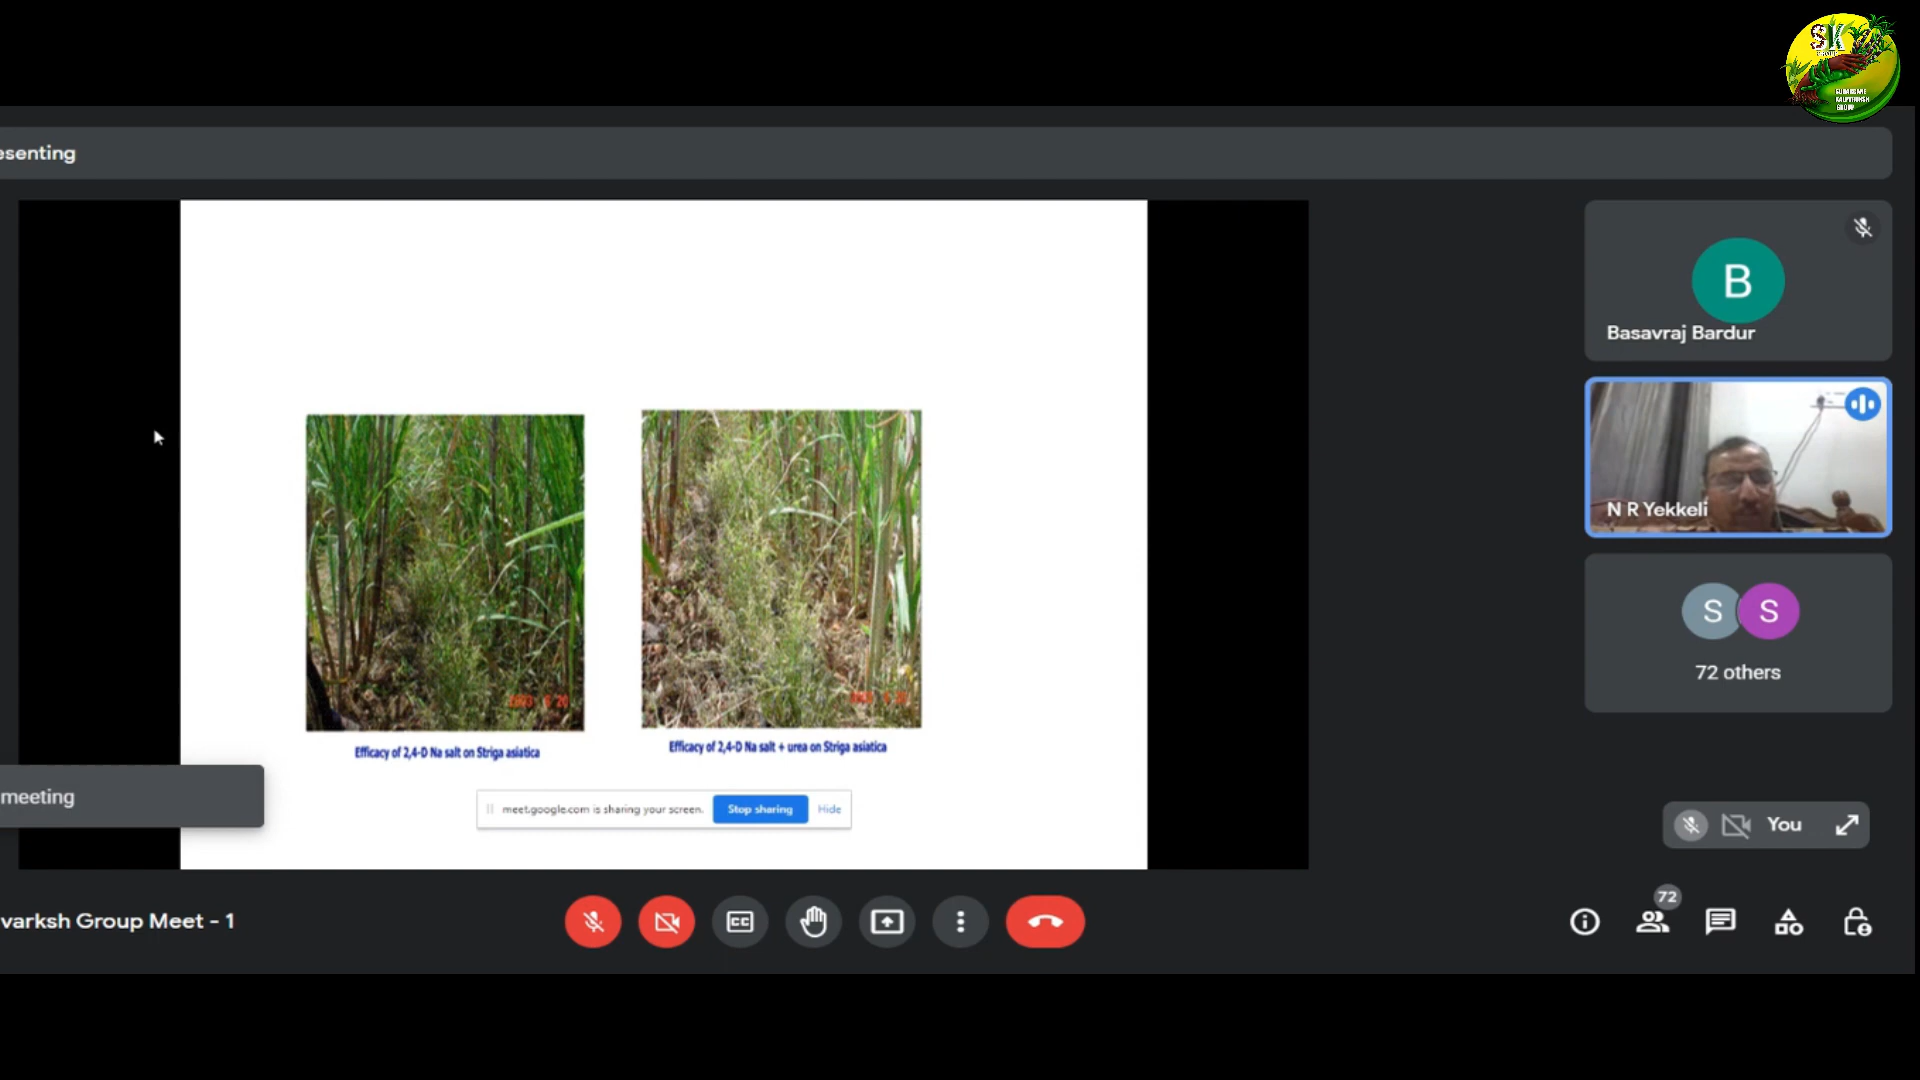 SK
esenting
B
Basavraj Bardur
N R Yekkeli
S S
72 others
Efficacy of 2,4-D Na salt on Striga asiatica
Efficacy of 2,4-D Na salt + urea on Striga asiatica
meeting
meet.google.com is sharing your screen.
Stop sharing
Hide
You
varksh Group Meet - 1
CC
72